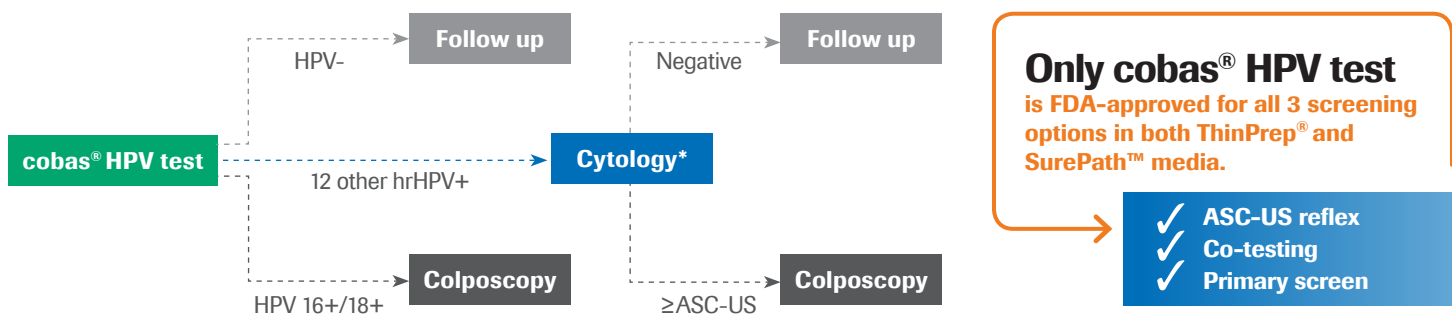 Follow up
HPV-
cobas® HPV test
12 other hrHPV+
Colposcopy
HPV 16+/18+
Follow up
Negative
Cytology*
Colposcopy
≥ASC-US
Only cobas® HPV test
is FDA-approved for all 3 screening
options in both ThinPrep® and
SurePath™ media.
✓ ASC-US reflex
✓ Co-testing
✓ Primary screen